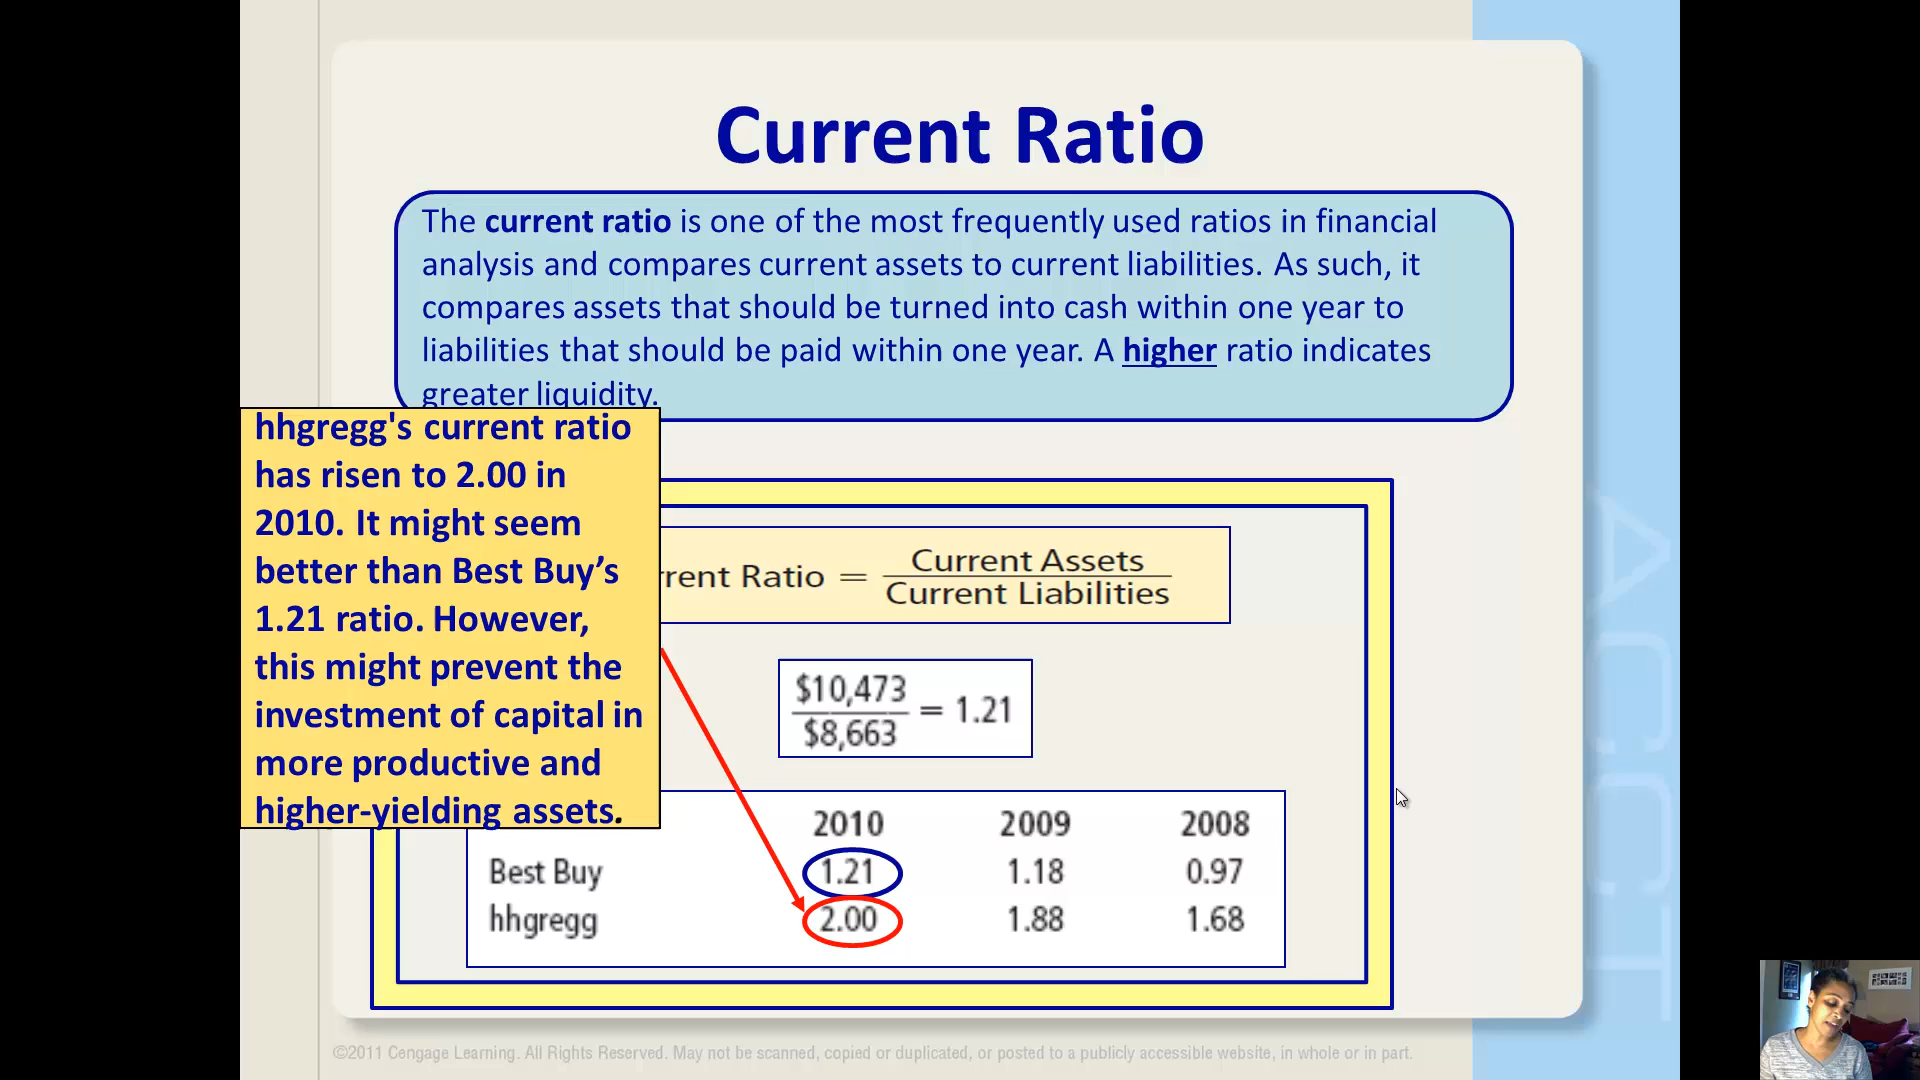 Current Ratio
The current ratio is one of the most frequently used ratios in financial
analysis and compares current assets to current liabilities. As such, it
compares assets that should be turned into cash within one year to
liabilities that should be paid within one year. A higher ratio indicates
greater liquidity.
hhgregg's current ratio
has risen to 2.00 in
2010. It might seem
better than Best Buy’s
1.21 ratio. However,
this might prevent the
investment of capital in
more productive and
higher-yielding assets.
rrent Ratio = Current Assets
Current Liabilities
$10,473
$8,663 = 1.21
2010 2009 2008
Best Buy 1.21 1.18 0.97
hhgregg 2.00 1.88 1.68
ACCT
©2011 Cengage Learning. All Rights Reserved. May not be scanned, copied or duplicated, or posted to a publicly accessible website, in whole or in part.